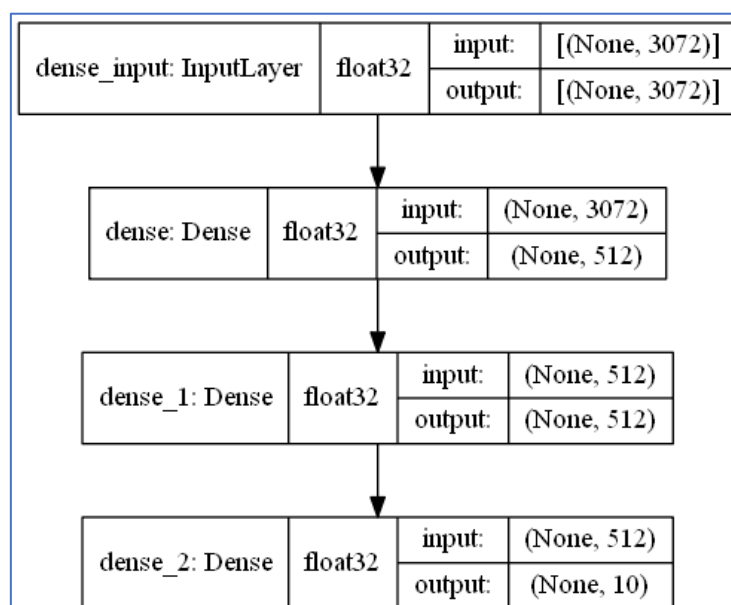 dense_input: InputLayer float32 input: [(None, 3072)]
output: [(None, 3072)]
dense: Dense float32 input: (None, 3072)
output: (None, 512)
dense_1: Dense float32 input: (None, 512)
output: (None, 512)
dense_2: Dense float32 input: (None, 512)
output: (None, 10)